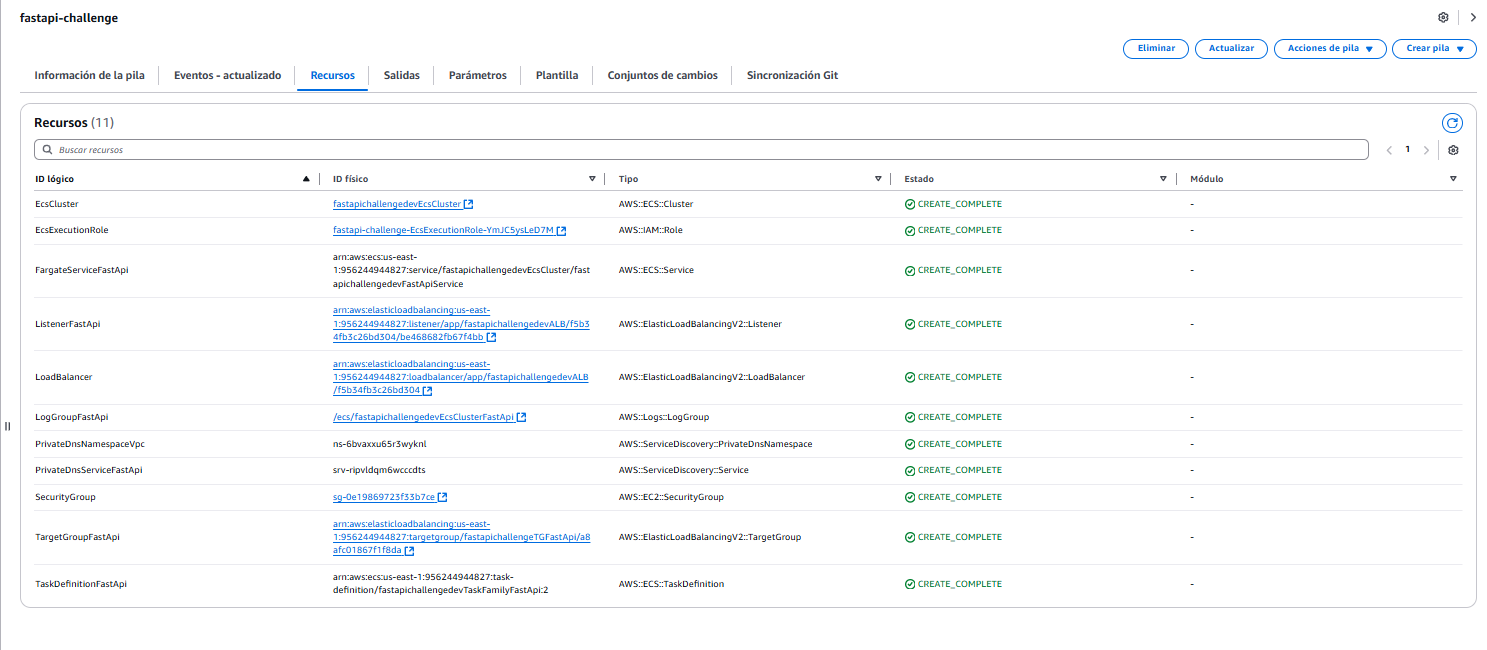 fastapi-challenge
Eliminar Actualizar Acciones de pila Crear pila
Información de la pila Eventos - actualizado Recursos Salidas Parámetros Plantilla Conjuntos de cambios Sincronización Git
Recursos (11)
Buscar recursos
1
ID lógico ID físico Tipo Estado Módulo
EcsCluster fastapichallengedevEcsCluster AWS::ECS::Cluster CREATE_COMPLETE -
EcsExecutionRole fastapi-challenge-EcsExecutionRole-YmJC5ysLeD7M AWS::IAM::Role CREATE_COMPLETE -
arn:aws:ecs:us-east-
FargateServiceFastApi 1:956244944827:service/fastapichallengedevEcsCluster/fast AWS::ECS::Service CREATE_COMPLETE -
apichallengedevFastApiService
arn:aws:elasticloadbalancing:us-east-
ListenerFastApi 1:956244944827:listener/app/fastapichallengedevALB/f5b3 AWS::ElasticLoadBalancingV2::Listener CREATE_COMPLETE -
4fb3c26bd304/be468682fb67f4bb
arn:aws:elasticloadbalancing:us-east-
LoadBalancer 1:956244944827:loadbalancer/app/fastapichallengedevALB AWS::ElasticLoadBalancingV2::LoadBalancer CREATE_COMPLETE -
/f5b34fb3c26bd304
LogGroupFastApi /ecs/fastapichallengedevEcsClusterFastApi AWS::Logs::LogGroup CREATE_COMPLETE -
PrivateDnsNamespaceVpc ns-6bvaxxu65r3wyknl AWS::ServiceDiscovery::PrivateDnsNamespace CREATE_COMPLETE -
PrivateDnsServiceFastApi srv-ripvldqm6wcccdts AWS::ServiceDiscovery::Service CREATE_COMPLETE -
SecurityGroup sg-0e19869723f33b7ce AWS::EC2::SecurityGroup CREATE_COMPLETE -
arn:aws:elasticloadbalancing:us-east-
TargetGroupFastApi 1:956244944827:targetgroup/fastapichallengeTGFastApi/a8 AWS::ElasticLoadBalancingV2::TargetGroup CREATE_COMPLETE -
afc01867f1f8da
arn:aws:ecs:us-east-1:956244944827:task-
TaskDefinitionFastApi definition/fastapichallengedevTaskFamilyFastApi:2 AWS::ECS::TaskDefinition CREATE_COMPLETE -